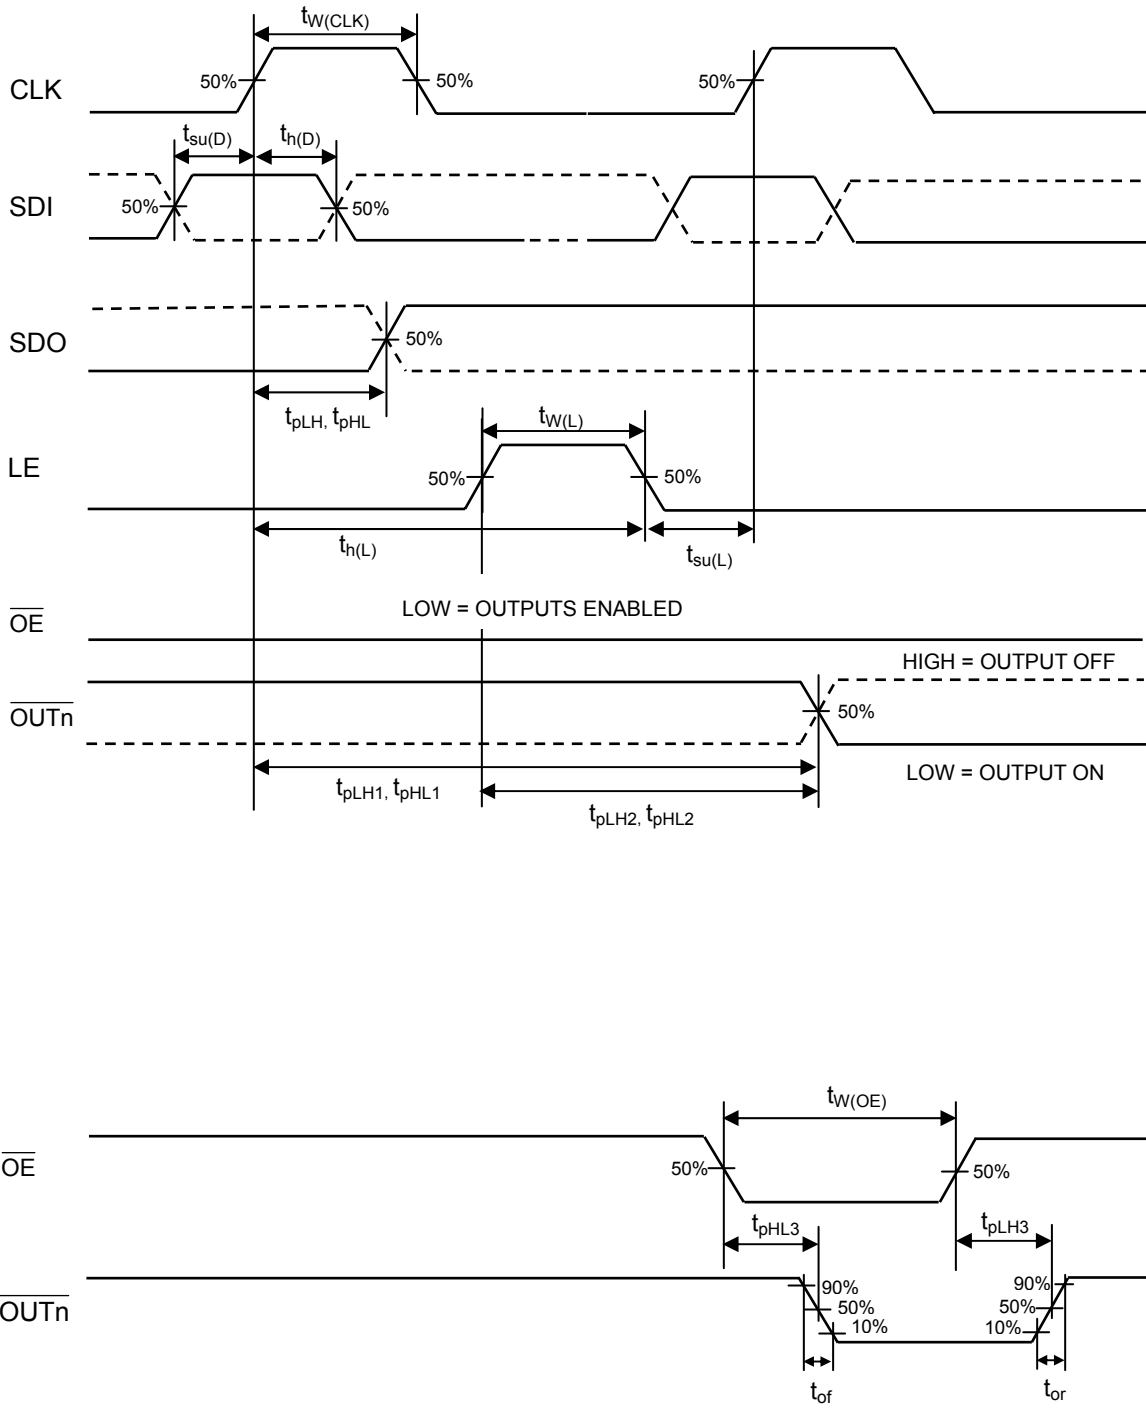 tW(CLK)
50%
50%
50%
CLK
tsu(D)
th(D)
50%
50%
SDI
SDO
50%
tpLH, tpHL
tW(L)
LE
50%
50%
th(L)
tsu(L)
LOW = OUTPUTS ENABLED
OE
HIGH = OUTPUT OFF
OUTn
50%
LOW = OUTPUT ON
tpLH1, tpHL1
tpLH2, tpHL2
tW(OE)
OE
50%
50%
tpHL3
tpLH3
90%
90%
OUTn
50%
50%
10%
10%
tof
tor